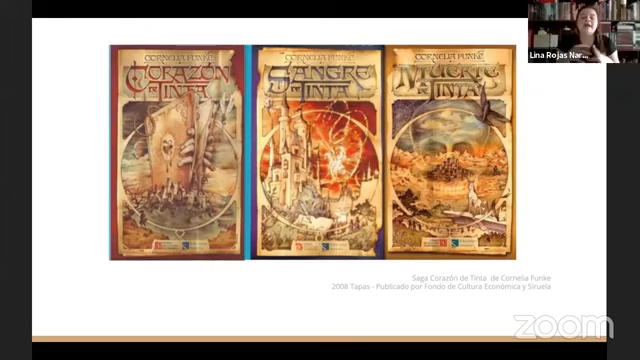 CORNELIA FUNKE
CORAZÓN
DE TINTA
CORNELIA FUNKE
SANGRE
DE TINTA
CORNELIA FUNKE
MUERTE
DE TINTA
Lina Rojas Nar...
Saga Corazón de Tinta de Cornelia Funke
2008 Tapas - Publicado por Fondo de Cultura Económica y Siruela
zoom